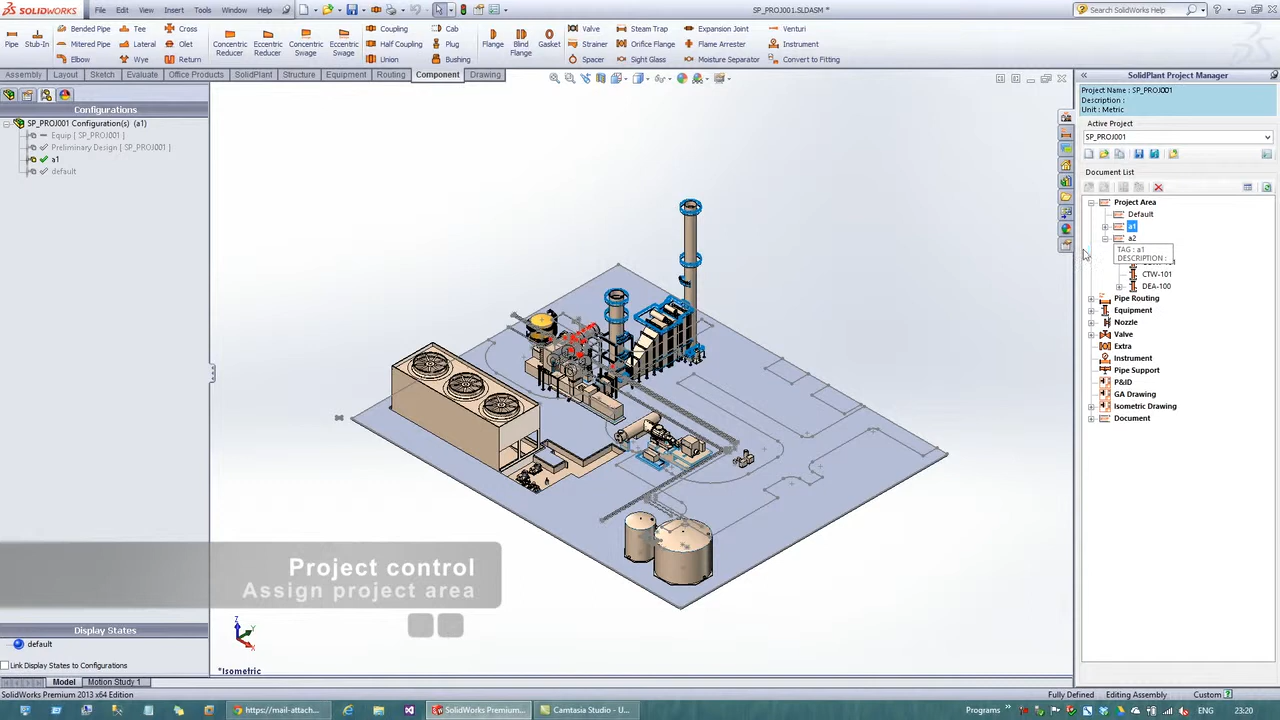 SOLIDWORKS
File
Edit
View
Insert
Tools
Window
Help
SP_PROJ001.SLDASM *
Search SolidWorks Help
Pipe
Stub-In
Bended Pipe
Mitered Pipe
Elbow
Tee
Lateral
Wye
Cross
Olet
Return
Concentric Reducer
Eccentric Reducer
Concentric Swage
Eccentric Swage
Coupling
Half Coupling
Union
Cab
Plug
Bushing
Flange
Blind Flange
Gasket
Valve
Strainer
Spacer
Steam Trap
Orifice Flange
Sight Glass
Expansion Joint
Flame Arrester
Separator
Venturi
Instrument
Convert to Fitting
Assembly
Layout
Sketch
Evaluate
Office Products
SolidPlant
Structure
Equipment
Routing
Component
Drawing
Configurations
SP_PROJ001 Configuration(s) (a1)
Equip [ SP_PROJ001 ]
Preliminary Design [ SP_PROJ001 ]
a1
default
SolidPlant Project Manager
Project Name : SP_PROJ001
Description :
Unit : Metric
Active Project
SP_PROJ001
Document List
Project Area
Default
a1
a2
TAG : a1
DESCRIPTION :
CTW-101
DEA-100
Pipe Routing
Equipment
Nozzle
Valve
Extra
Instrument
Pipe Support
P&ID
GA Drawing
Isometric Drawing
Document
Project control
Assign project area
Z
Y
X
*Isometric
Display States
default
Link Display States to Configurations
Model
Motion Study 1
SolidWorks Premium 2013 x64 Edition
Fully Defined
Editing Assembly
Custom
https://mail-attach...
SolidWorks Premium...
Camtasia Studio - U...
Programs
EN
23:20